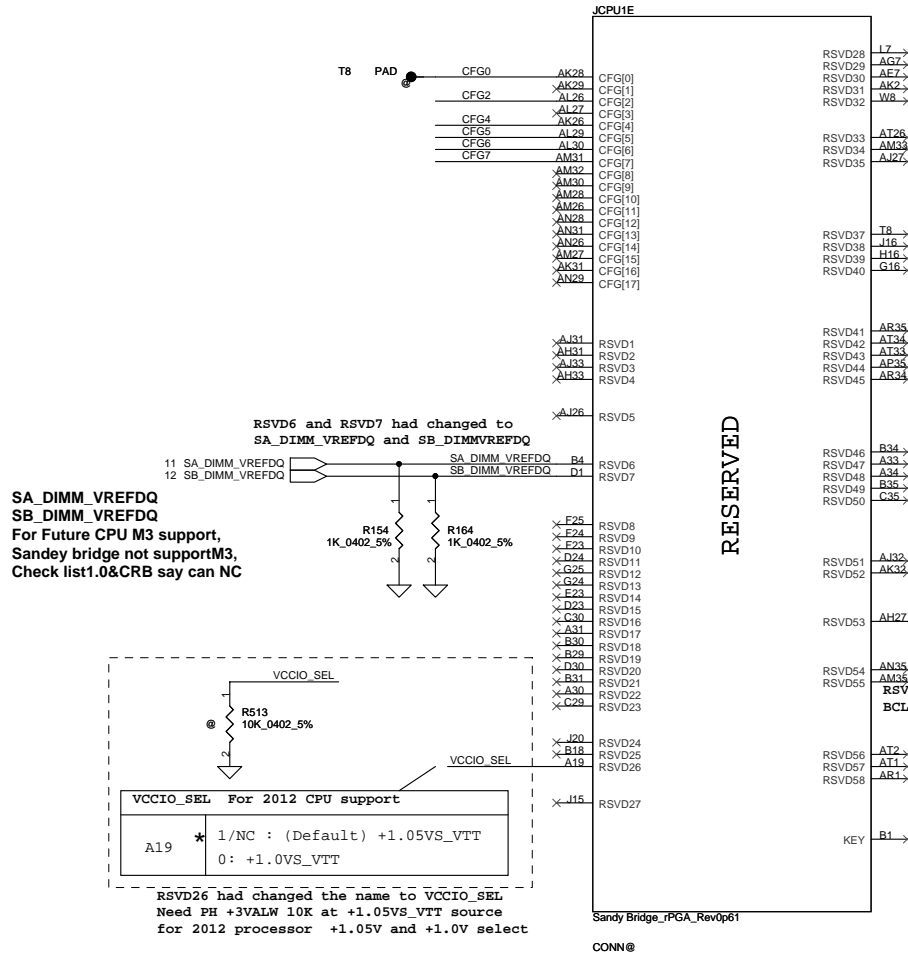 JCPU1E
T8 PAD
@
CFG0 AK28 CFG[0]
AK29 CFG[1]
CFG2 AL26 CFG[2]
AL27 CFG[3]
CFG4 AK26 CFG[4]
CFG5 AL29 CFG[5]
CFG6 AL30 CFG[6]
CFG7 AM31 CFG[7]
AM32 CFG[8]
AM30 CFG[9]
AM28 CFG[10]
AM26 CFG[11]
AN28 CFG[12]
AN31 CFG[13]
AN26 CFG[14]
AM27 CFG[15]
AK31 CFG[16]
AN29 CFG[17]
AJ31 RSVD1
AH31 RSVD2
AJ33 RSVD3
AH33 RSVD4
AJ26 RSVD5
RSVD6 and RSVD7 had changed to
SA_DIMM_VREFDQ and SB_DIMMVREFDQ
11 SA_DIMM_VREFDQ SA_DIMM_VREFDQ B4 RSVD6
12 SB_DIMM_VREFDQ SB_DIMM_VREFDQ D1 RSVD7
SA_DIMM_VREFDQ
SB_DIMM_VREFDQ
For Future CPU M3 support,
Sandey bridge not supportM3,
Check list1.0&CRB say can NC
1 1
R154 R164
1K_0402_5% 1K_0402_5%
2 2
F25 RSVD8
F24 RSVD9
F23 RSVD10
D24 RSVD11
G25 RSVD12
G24 RSVD13
E23 RSVD14
D23 RSVD15
C30 RSVD16
A31 RSVD17
B30 RSVD18
B29 RSVD19
D30 RSVD20
B31 RSVD21
A30 RSVD22
C29 RSVD23
J20 RSVD24
B18 RSVD25
VCCIO_SEL A19 RSVD26
J15 RSVD27
VCCIO_SEL
1
@ R513
10K_0402_5%
2
VCCIO_SEL For 2012 CPU support
A19 * 1/NC : (Default) +1.05VS_VTT
0: +1.0VS_VTT
RSVD26 had changed the name to VCCIO_SEL
Need PH +3VALW 10K at +1.05VS_VTT source
for 2012 processor +1.05V and +1.0V select
RESERVED
RSVD28 L7
RSVD29 AG7
RSVD30 AE7
RSVD31 AK2
RSVD32 W8
RSVD33 AT26
RSVD34 AM33
RSVD35 AJ27
RSVD37 T8
RSVD38 J16
RSVD39 H16
RSVD40 G16
RSVD41 AR35
RSVD42 AT34
RSVD43 AT33
RSVD44 AP35
RSVD45 AR34
RSVD46 B34
RSVD47 A33
RSVD48 A34
RSVD49 B35
RSVD50 C35
RSVD51 AJ32
RSVD52 AK32
RSVD53 AH27
RSVD54 AN35
RSVD55 AM35
RSV
BCL
RSVD56 AT2
RSVD57 AT1
RSVD58 AR1
KEY B1
Sandy Bridge_rPGA_Rev0p61
CONN@